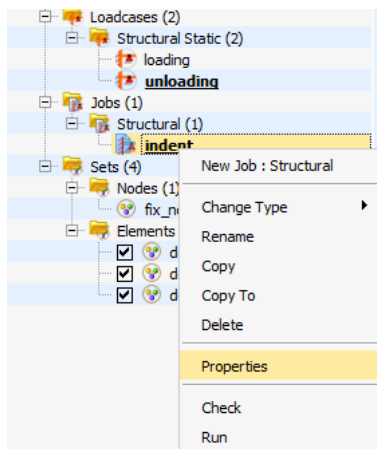 Loadcases (2)
Structural Static (2)
loading
unloading
Jobs (1)
Structural (1)
indent
Sets (4)
Nodes (1)
Elements
d
d
d
New Job : Structural
Change Type
Rename
Copy
Copy To
Delete
Properties
Check
Run